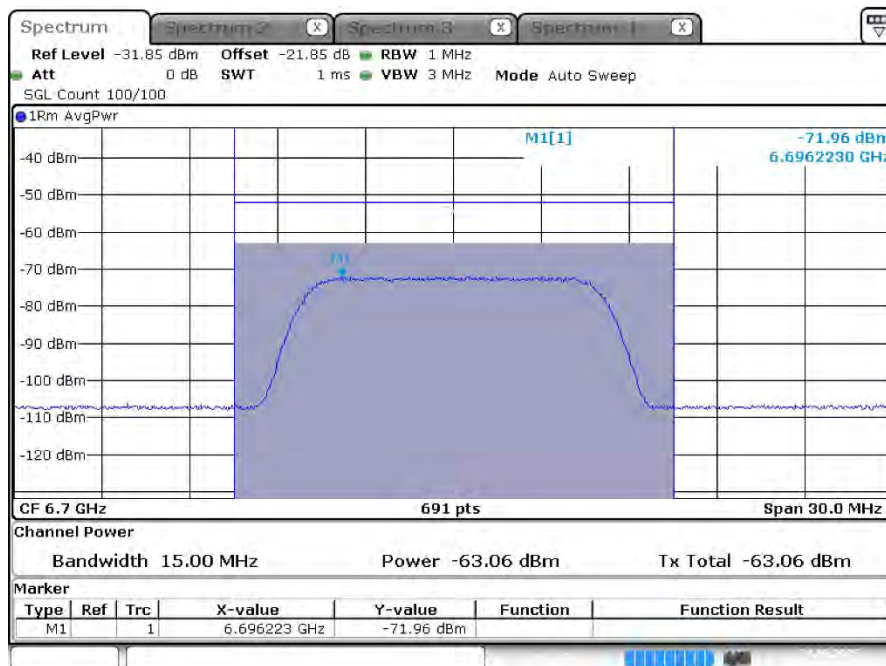 Spectrum Spectrum 2 X Spectrum 3 X Spectrum 1 X
Ref Level -31.85 dBm Offset -21.85 dB RBW 1 MHz
Att 0 dB SWT 1 ms VBW 3 MHz Mode Auto Sweep
SGL Count 100/100
1Rm AvgPwr
M1[1] -71.96 dBm
6.6962230 GHz
-40 dBm
-50 dBm
-60 dBm
M1
-70 dBm
-80 dBm
-90 dBm
-100 dBm
-110 dBm
-120 dBm
CF 6.7 GHz 691 pts Span 30.0 MHz
Channel Power
Bandwidth 15.00 MHz Power -63.06 dBm Tx Total -63.06 dBm
Marker
Type Ref Trc X-value Y-value Function Function Result
M1 1 6.696223 GHz -71.96 dBm